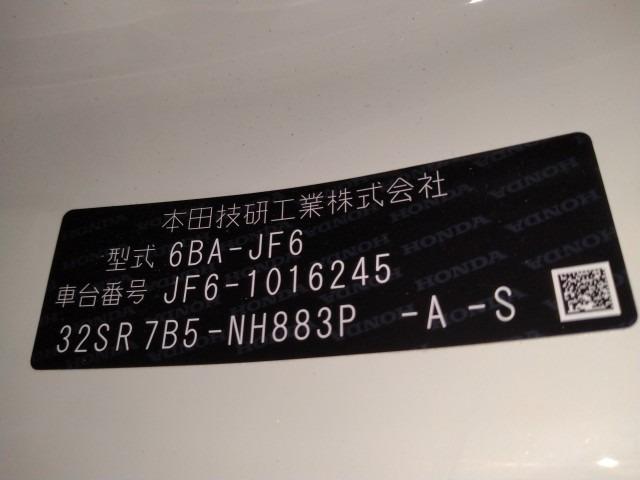 本田技研工業株式会社
型式 6BA-JF6
車台番号 JF6-1016245
32SR 7B5-NH883P -A -S